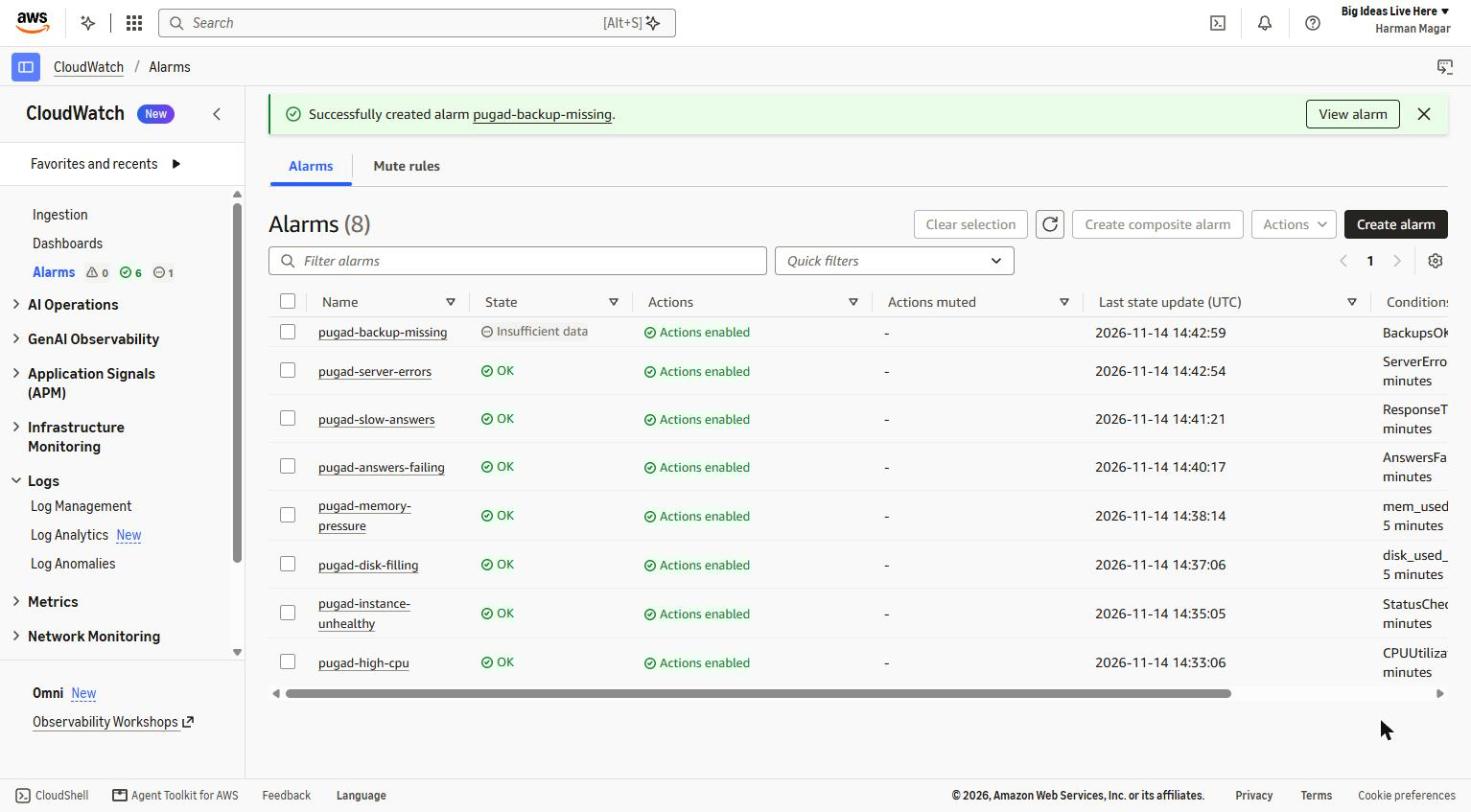 aws
Search [Alt+S]
Big Ideas Live Here
Harman Magar
CloudWatch / Alarms
CloudWatch New
Favorites and recents
Ingestion
Dashboards
Alarms 0 6 1
AI Operations
GenAI Observability
Application Signals
(APM)
Infrastructure
Monitoring
Logs
Log Management
Log Analytics New
Log Anomalies
Metrics
Network Monitoring
Omni New
Observability Workshops
Successfully created alarm pugad-backup-missing.
View alarm
Alarms
Mute rules
Alarms (8)
Clear selection
Create composite alarm
Actions
Create alarm
Filter alarms
Quick filters
1
Name State Actions Actions muted Last state update (UTC) Conditions
pugad-backup-missing Insufficient data Actions enabled - 2026-11-14 14:42:59 BackupsOK
pugad-server-errors OK Actions enabled - 2026-11-14 14:42:54 ServerErro
minutes
pugad-slow-answers OK Actions enabled - 2026-11-14 14:41:21 ResponseT
minutes
pugad-answers-failing OK Actions enabled - 2026-11-14 14:40:17 AnswersFa
minutes
pugad-memory-
pressure OK Actions enabled - 2026-11-14 14:38:14 mem_used
5 minutes
pugad-disk-filling OK Actions enabled - 2026-11-14 14:37:06 disk_used_
5 minutes
pugad-instance-
unhealthy OK Actions enabled - 2026-11-14 14:35:05 StatusChec
minutes
pugad-high-cpu OK Actions enabled - 2026-11-14 14:33:06 CPUUtiliza
minutes
CloudShell Agent Toolkit for AWS Feedback Language © 2026, Amazon Web Services, Inc. or its affiliates. Privacy Terms Cookie preferences